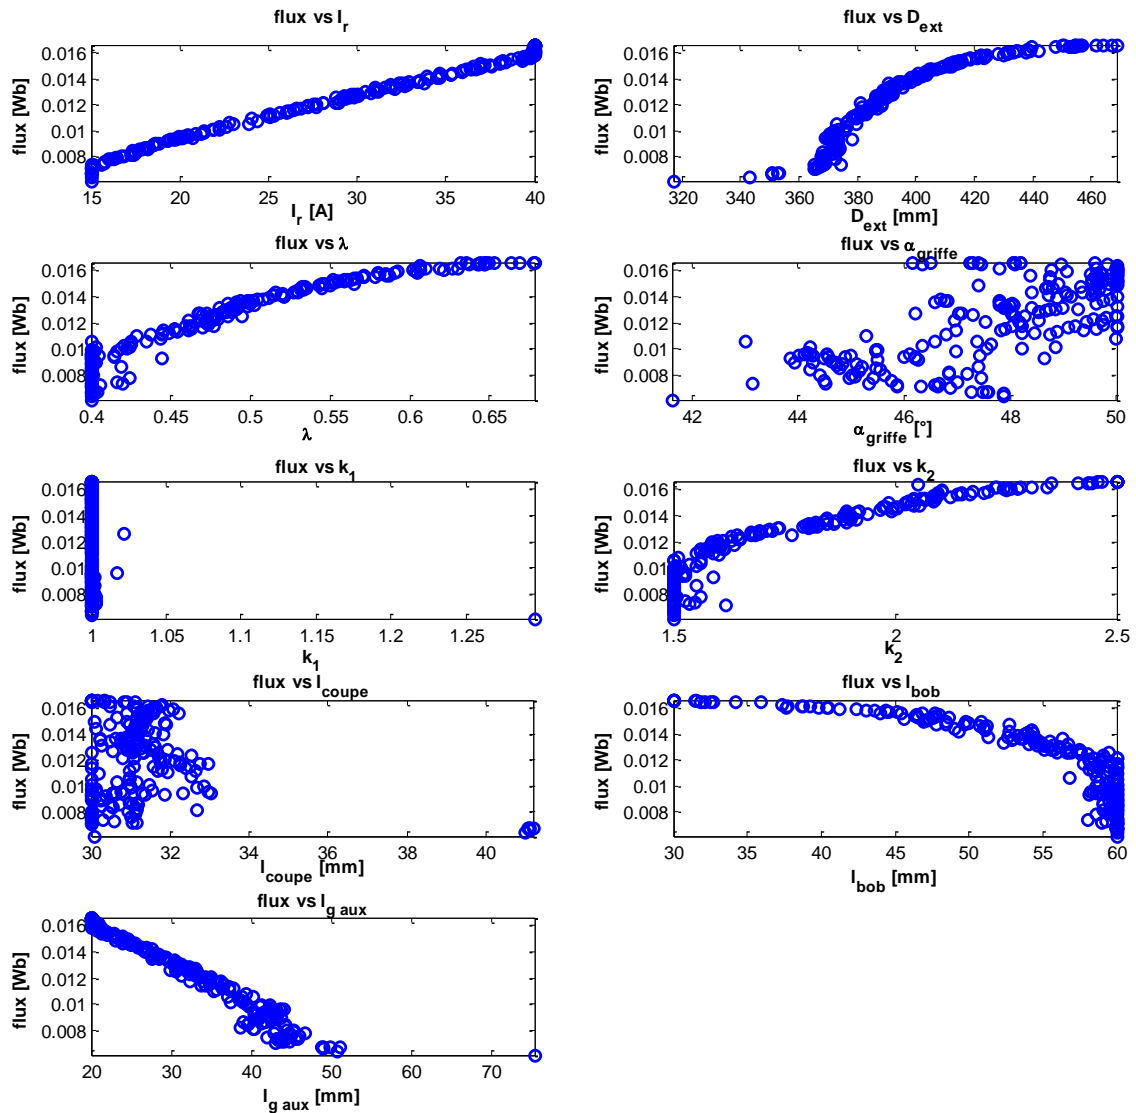 flux vs I_r
flux [Wb]
0.016
0.014
0.012
0.01
0.008
15 20 25 30 35 40
I_r [A]
flux vs D_ext
flux [Wb]
0.016
0.014
0.012
0.01
0.008
320 340 360 380 400 420 440 460
D_ext [mm]
flux vs λ
flux [Wb]
0.016
0.014
0.012
0.01
0.008
0.4 0.45 0.5 0.55 0.6 0.65
λ
flux vs α_griffe
flux [Wb]
0.016
0.014
0.012
0.01
0.008
42 44 46 48 50
α_griffe [°]
flux vs k_1
flux [Wb]
0.016
0.014
0.012
0.01
0.008
1 1.05 1.1 1.15 1.2 1.25
k_1
flux vs k_2
flux [Wb]
0.016
0.014
0.012
0.01
0.008
1.5 2 2.5
k_2
flux vs l_coupe
flux [Wb]
0.016
0.014
0.012
0.01
0.008
30 32 34 36 38 40
l_coupe [mm]
flux vs l_bob
flux [Wb]
0.016
0.014
0.012
0.01
0.008
30 35 40 45 50 55 60
l_bob [mm]
flux vs l_g aux
flux [Wb]
0.016
0.014
0.012
0.01
0.008
20 30 40 50 60 70
l_g aux [mm]